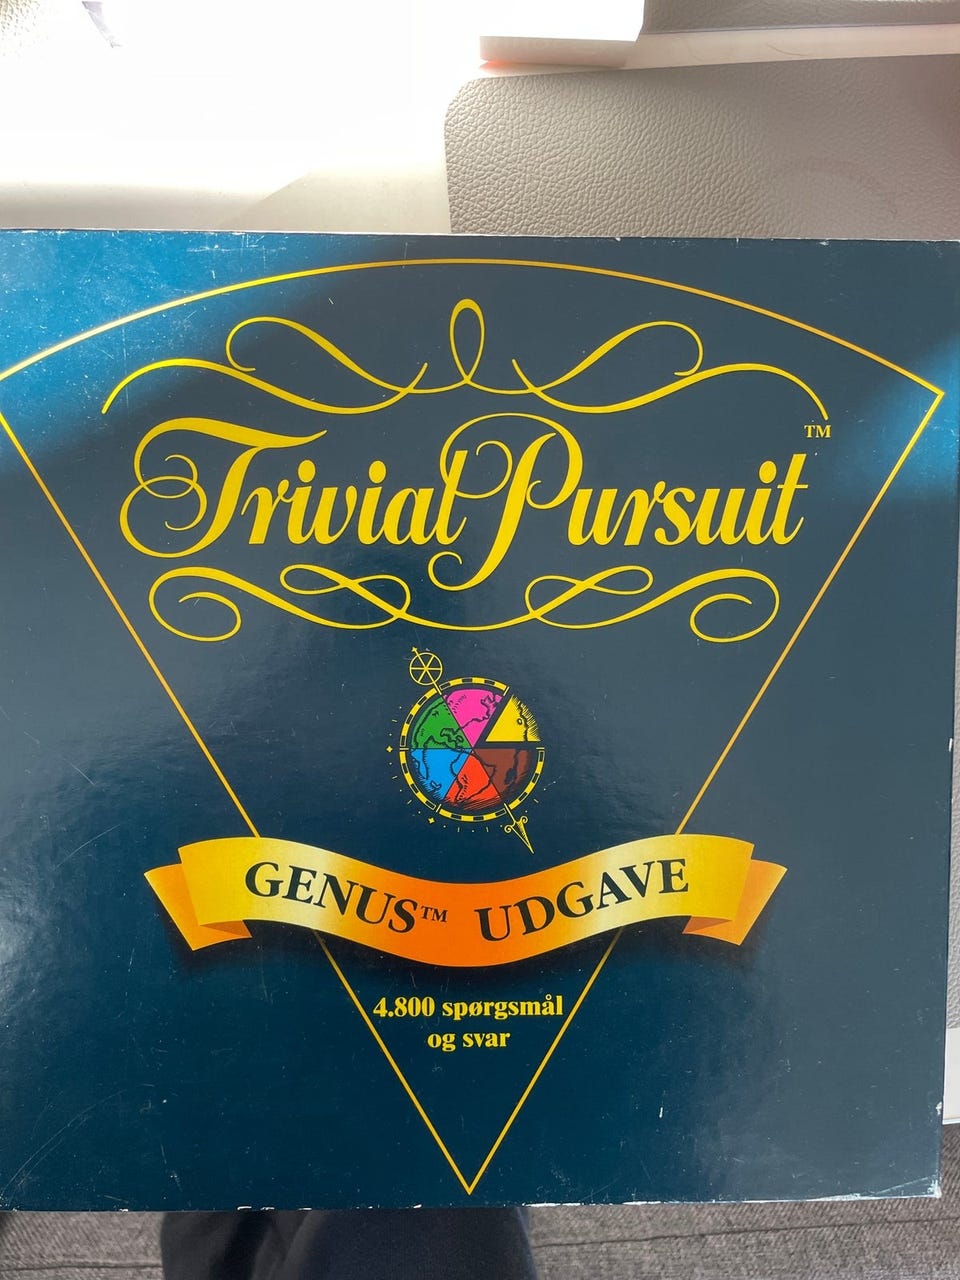 Trivial Pursuit™
GENUS™ UDGAVE
4.800 spørgsmål
og svar